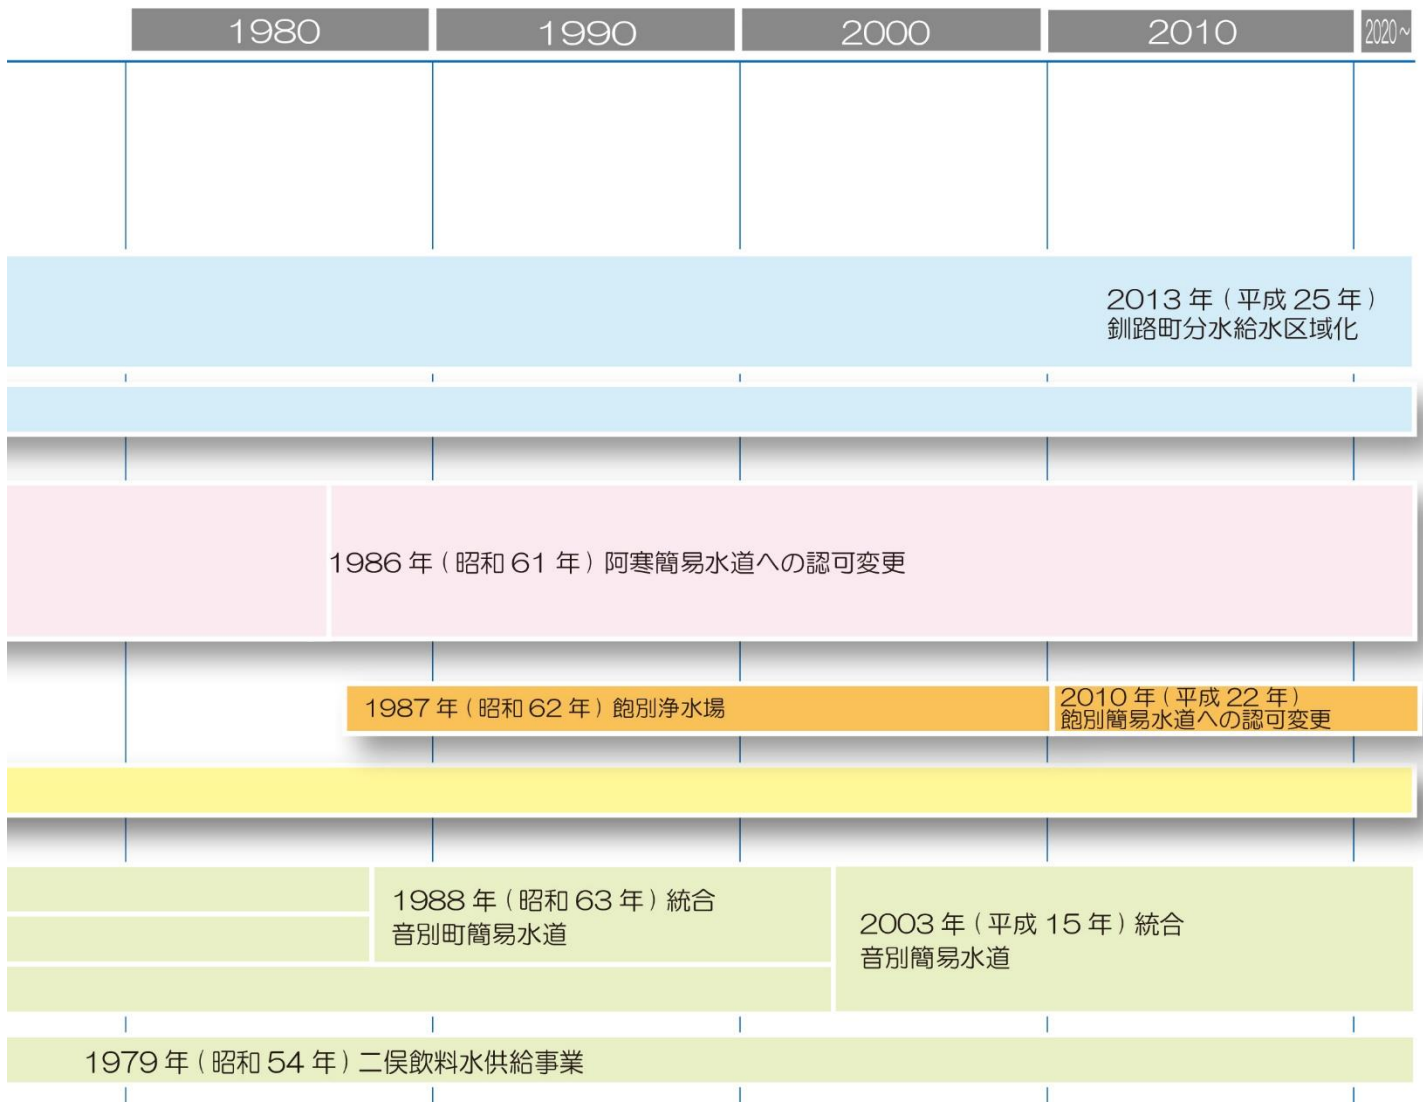 1980
1990
2000
2010
2020~
2013 年 ( 平成 25 年 )
釧路町分水給水区域化
1986 年 ( 昭和 61 年 ) 阿寒簡易水道への認可変更
1987 年 ( 昭和 62 年 ) 飽別浄水場
2010 年 ( 平成 22 年 )
飽別簡易水道への認可変更
1988 年 ( 昭和 63 年 ) 統合
音別町簡易水道
2003 年 ( 平成 15 年 ) 統合
音別簡易水道
1979 年 ( 昭和 54 年 ) 二俣飲料水供給事業